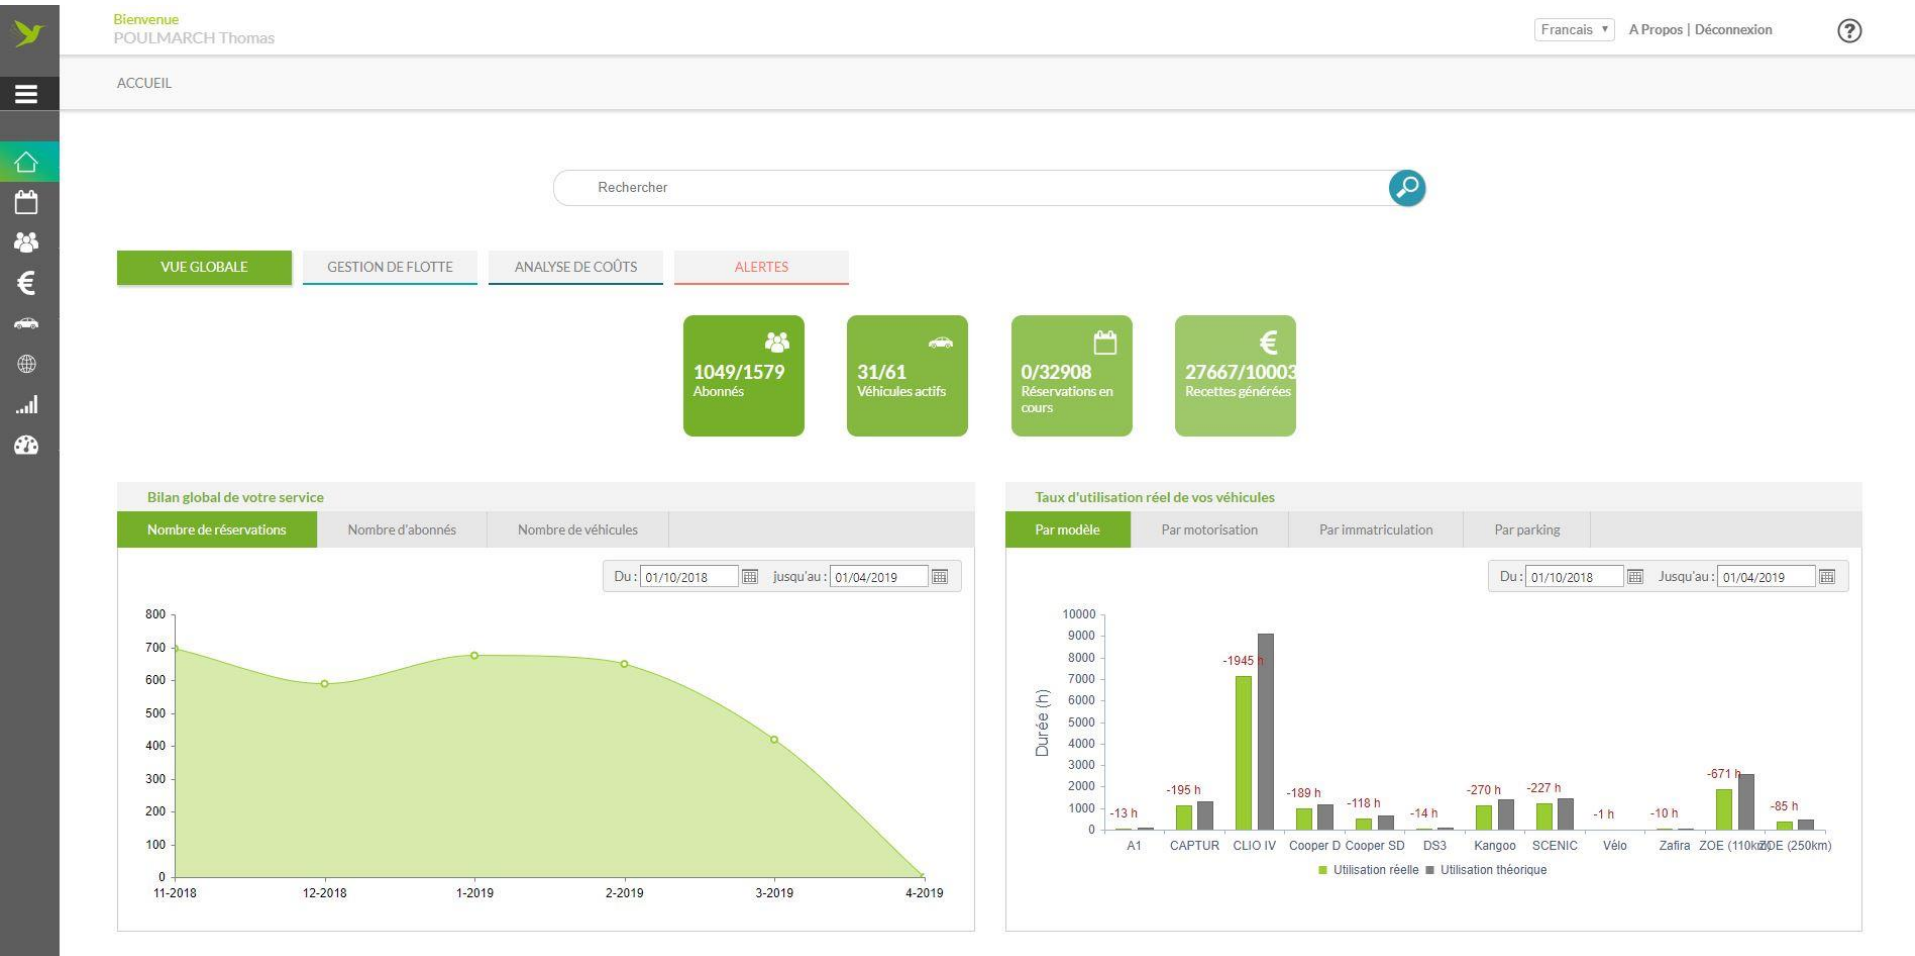 Bienvenue
POULMARCH Thomas
Francais
A Propos | Déconnexion
ACCUEIL
Rechercher
VUE GLOBALE
GESTION DE FLOTTE
ANALYSE DE COÛTS
ALERTES
1049/1579
Abonnés
31/61
Véhicules actifs
0/32908
Réservations en
cours
27667/10003
Recettes générées
Bilan global de votre service
Nombre de réservations
Nombre d'abonnés
Nombre de véhicules
Du : 01/10/2018
jusqu'au : 01/04/2019
800
700
600
500
400
300
200
100
0
11-2018
12-2018
1-2019
2-2019
3-2019
4-2019
Taux d'utilisation réel de vos véhicules
Par modèle
Par motorisation
Par immatriculation
Par parking
Du : 01/10/2018
Jusqu'au : 01/04/2019
Durée (h)
10000
9000
8000
7000
6000
5000
4000
3000
2000
1000
0
-13 h
-195 h
-1945 h
-189 h
-118 h
-14 h
-270 h
-227 h
-1 h
-10 h
-671 h
-85 h
A1
CAPTUR
CLIO IV
Cooper D
Cooper SD
DS3
Kangoo
SCENIC
Vélo
Zafira
ZOE (110km)
ZOE (250km)
Utilisation réelle
Utilisation théorique